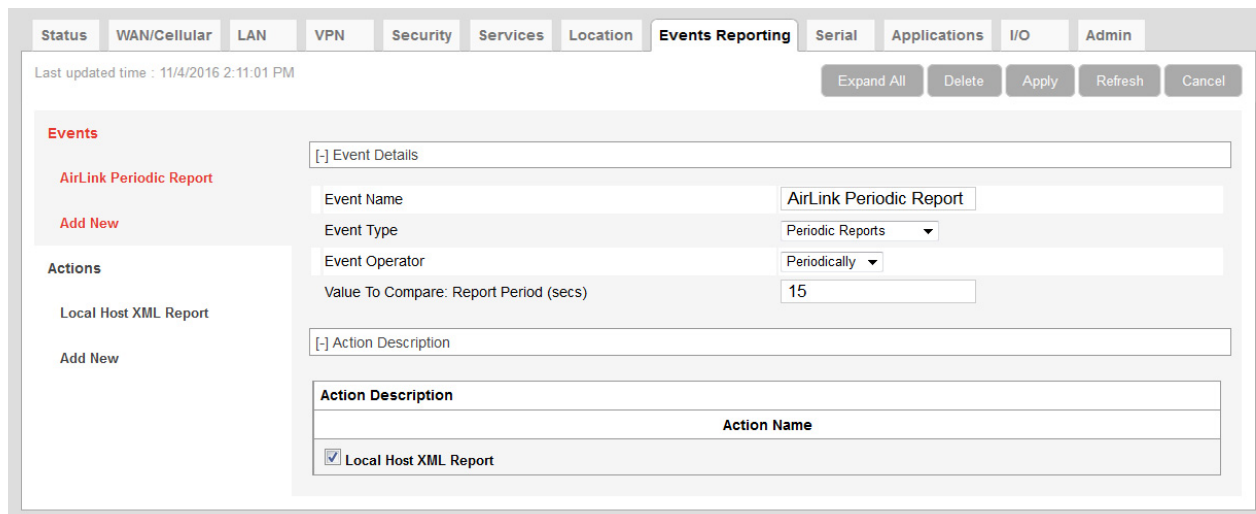 Status WAN/Cellular LAN VPN Security Services Location Events Reporting Serial Applications I/O Admin
Last updated time : 11/4/2016 2:11:01 PM Expand All Delete Apply Refresh Cancel
Events
AirLink Periodic Report
Add New
Actions
Local Host XML Report
Add New
[-] Event Details
Event Name AirLink Periodic Report
Event Type Periodic Reports
Event Operator Periodically
Value To Compare: Report Period (secs) 15
[-] Action Description
Action Description
Action Name
Local Host XML Report